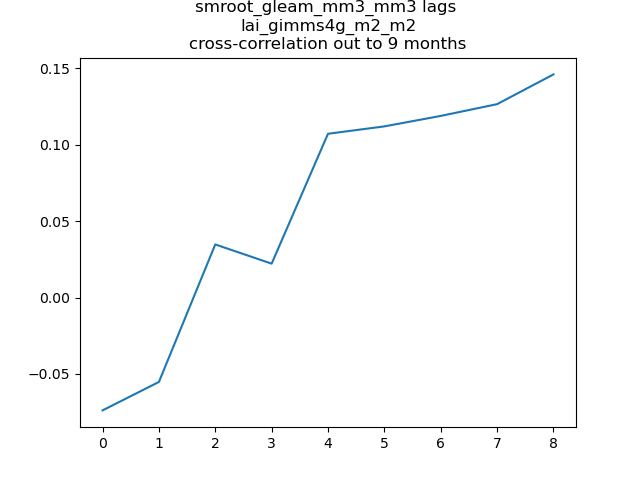 smroot_gleam_mm3_mm3 lags
lai_gimms4g_m2_m2
cross-correlation out to 9 months
0.15
0.10
0.05
0.00
−0.05
0 1 2 3 4 5 6 7 8